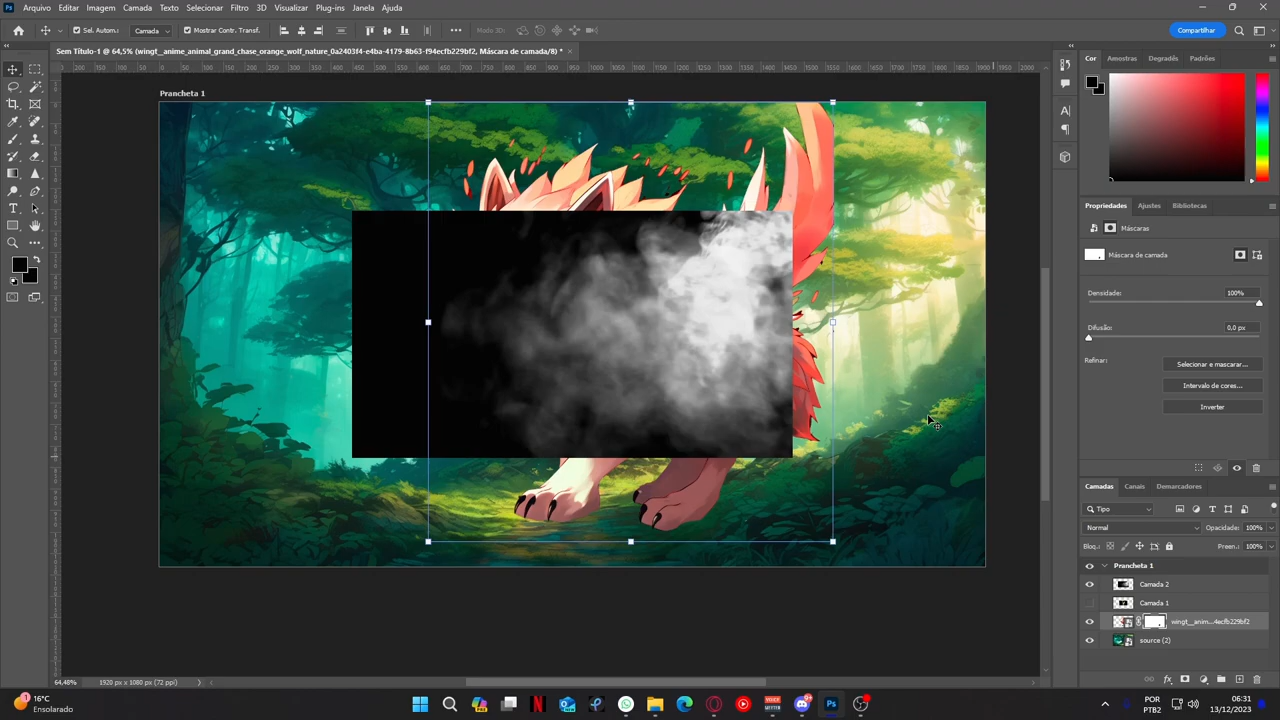 Arquivo Editar Imagem Camada Texto Selecionar Filtro 3D Visualizar Plug-ins Janela Ajuda
Sel. Autom.: Camada Mostrar Contr. Transf. Modo 3D: Compartilhar
Sem Título-1 @ 64,5% (wingt__anime_animal_grand_chase_orange_wolf_nature_0a2403f4-e4ba-4179-8b63-f94ecfb229bf2, Máscara de camada/8) *
Prancheta 1
Cor Amostras Degradês Padrões
Propriedades Ajustes Bibliotecas
Máscaras
Máscara de camada
Densidade: 100%
Difusão: 0,0 px
Refinar: Selecionar e mascarar...
Intervalo de cores...
Inverter
Camadas Canais Demarcadores
Tipo
Normal Opacidade: 100%
Bloq.: Preen.: 100%
Prancheta 1
Camada 2
Camada 1
wingt__anim...4ecfb229bf2
source (2)
64,48% 1920 px x 1080 px (72 ppi)
16°C
Ensolarado
POR
PTB2
06:31
13/12/2023